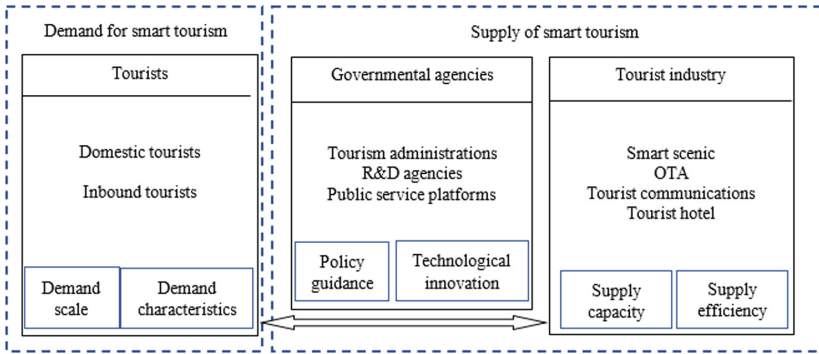 Demand for smart tourism
Tourists
Domestic tourists
Inbound tourists
Demand
scale
Demand
characteristics
Supply of smart tourism
Governmental agencies
Tourism administrations
R&D agencies
Public service platforms
Policy
guidance
Technological
innovation
Tourist industry
Smart scenic
OTA
Tourist communications
Tourist hotel
Supply
capacity
Supply
efficiency